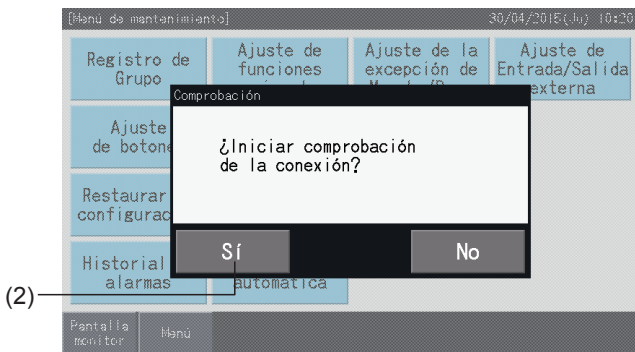 [Menú de mantenimiento]
30/04/2015(Ju) 10:20
Registro de
Grupo
Ajuste de
funciones
Ajuste de la
excepción de
Ajuste de
Entrada/Salida
externa
Comprobación
Ajuste
de botone
¿Iniciar comprobación
de la conexión?
Restaurar
configurac
Sí
No
Historial
alarmas
automática
(2)
Pantalla
monitor
Menú